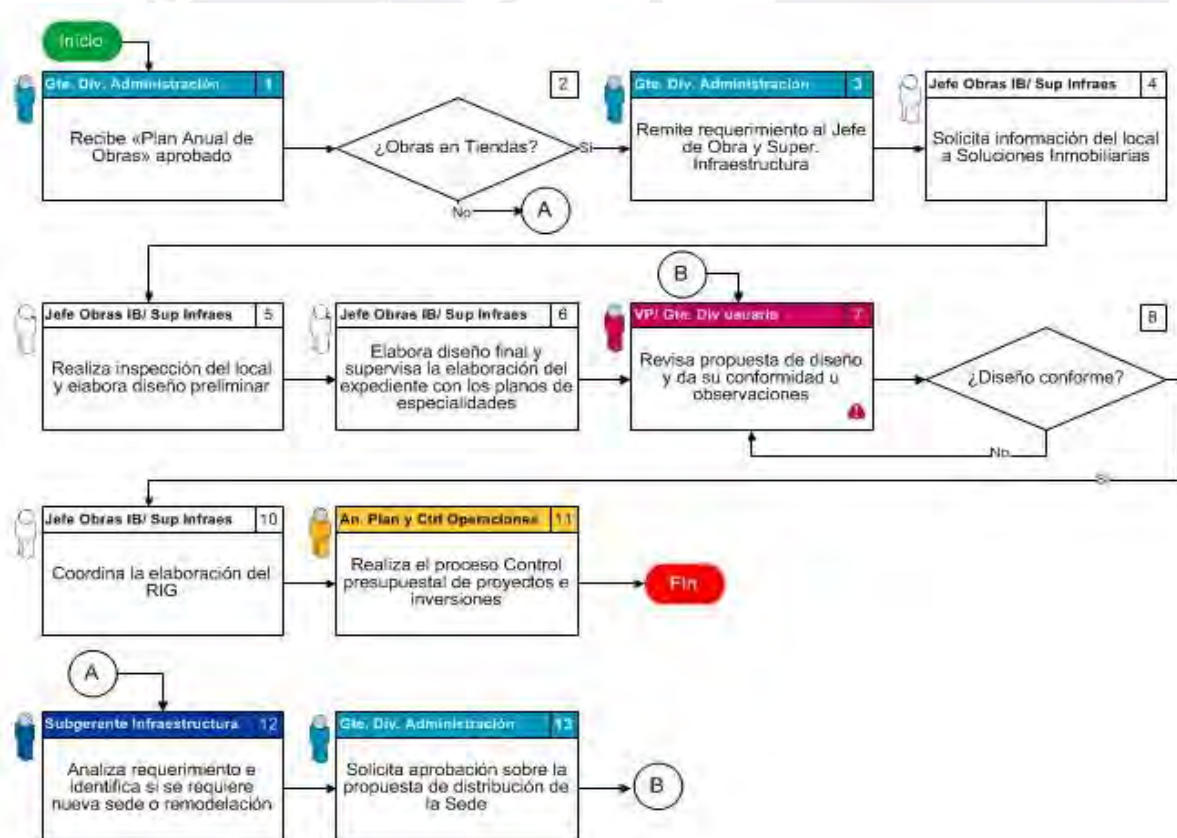 Inicio
Gte. Div. Administración 1
Recibe «Plan Anual de
Obras» aprobado
2
¿Obras en Tiendas?
Si
No
A
Gte. Div. Administración 3
Remite requerimiento al Jefe
de Obra y Super.
Infraestructura
Jefe Obras IB/ Sup Infraes 4
Solicita información del local
a Soluciones Inmobiliarias
Jefe Obras IB/ Sup Infraes 5
Realiza inspección del local
y elabora diseño preliminar
Jefe Obras IB/ Sup Infraes 6
Elabora diseño final y
supervisa la elaboración del
expediente con los planos de
especialidades
B
VP/ Gte. Div usuaria 7
Revisa propuesta de diseño
y da su conformidad u
observaciones
8
¿Diseño conforme?
No
Si
Jefe Obras IB/ Sup Infraes 10
Coordina la elaboración del
RIG
An. Plan y Ctrl Operaciones 11
Realiza el proceso Control
presupuestal de proyectos e
inversiones
Fin
A
Subgerente Infraestructura 12
Analiza requerimiento e
identifica si se requiere
nueva sede o remodelación
Gte. Div. Administración 13
Solicita aprobación sobre la
propuesta de distribución de
la Sede
B